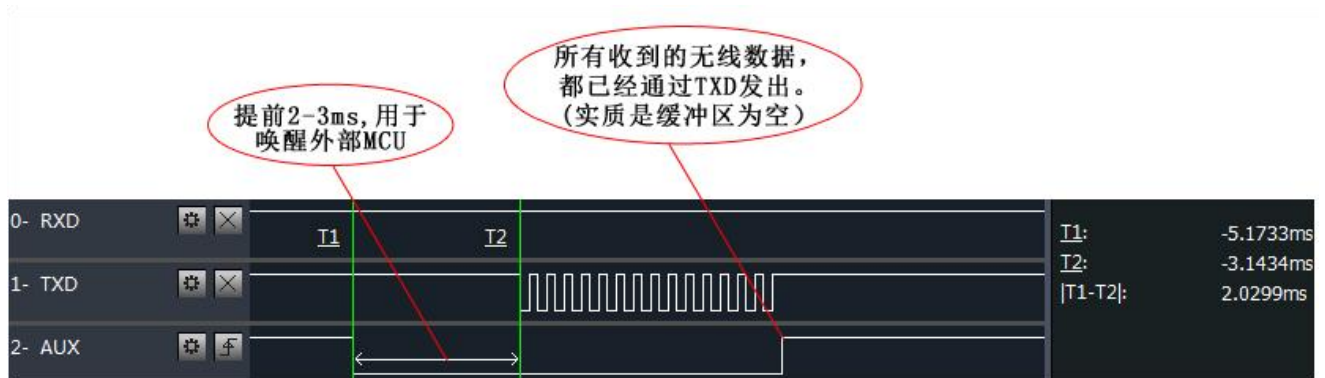 所有收到的无线数据，
都已经通过TXD发出。
(实质是缓冲区为空)
提前2-3ms,用于
唤醒外部MCU
0- RXD
T1
T2
T1: -5.1733ms
T2: -3.1434ms
1- TXD
|T1-T2|: 2.0299ms
2- AUX